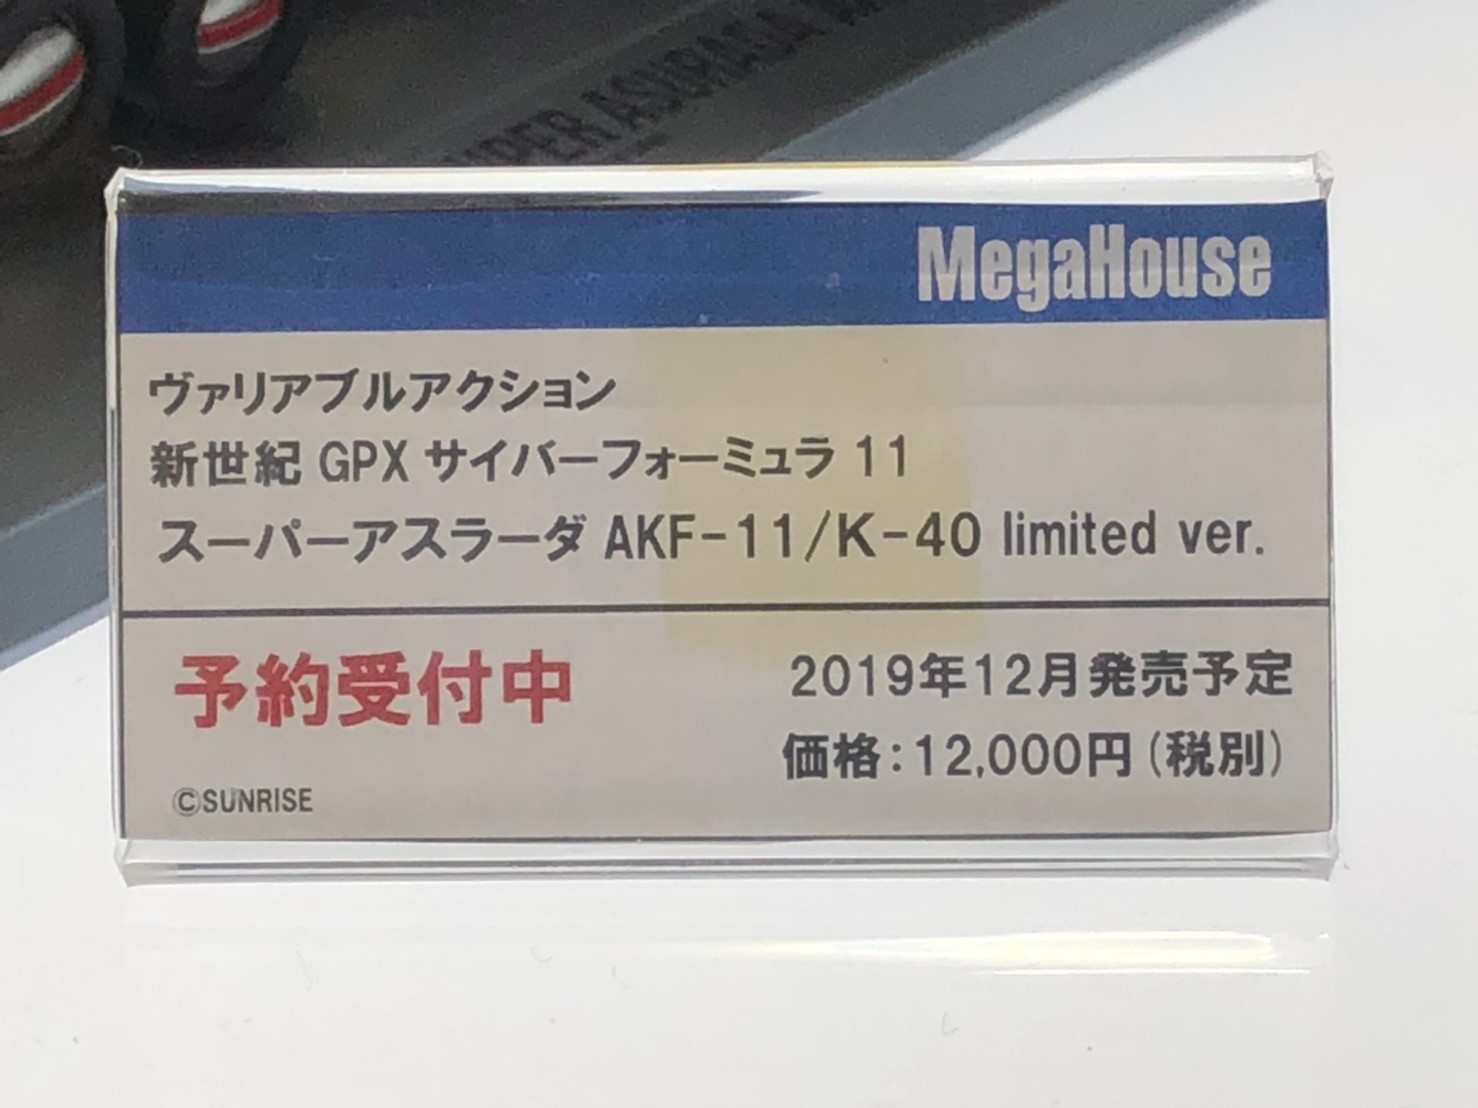 SUPER ASURADA
MegaHouse
ヴァリアブルアクション
新世紀 GPX サイバーフォーミュラ 11
スーパーアスラーダ AKF-11/K-40 limited ver.
予約受付中
2019年12月発売予定
価格:12,000円(税別)
©SUNRISE